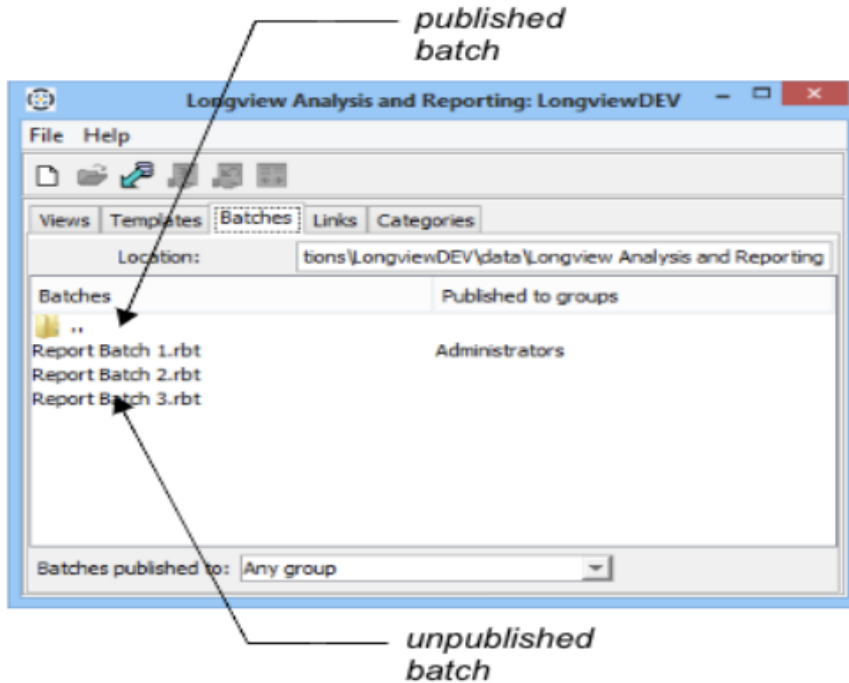 published
batch
Longview Analysis and Reporting: LongviewDEV
File Help
Views Templates Batches Links Categories
Location: tions\LongviewDEV\data\Longview Analysis and Reporting
Batches Published to groups
..
Report Batch 1.rbt Administrators
Report Batch 2.rbt
Report Batch 3.rbt
Batches published to: Any group
unpublished
batch